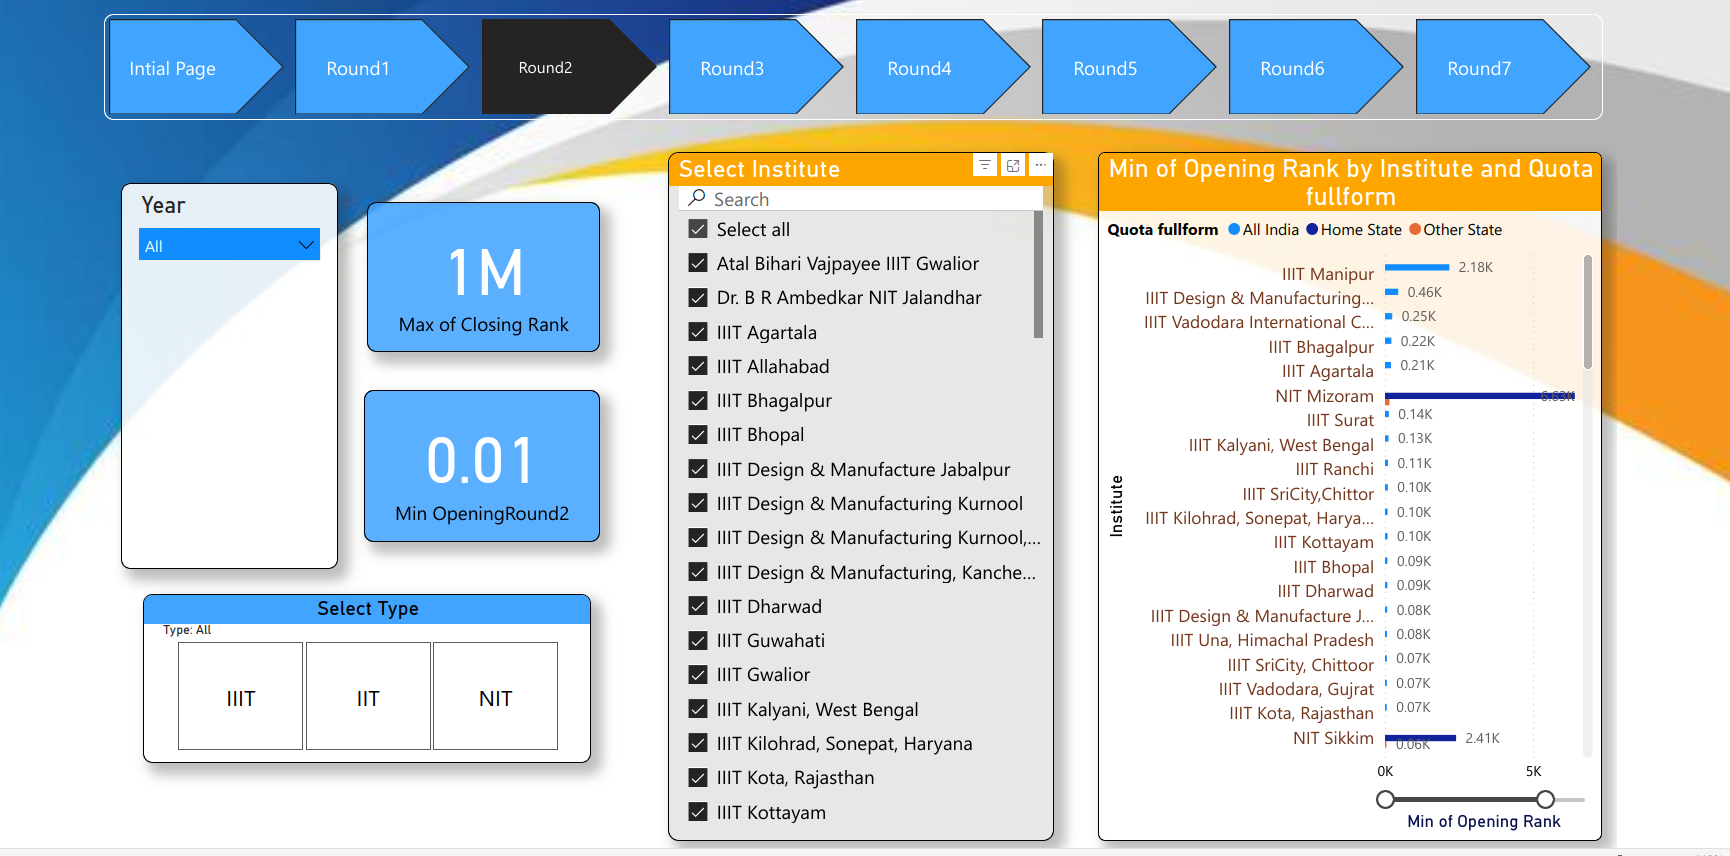 Intial Page
Round1
Round2
Round3
Round4
Round5
Round6
Round7
Year
All
1M
Max of Closing Rank
0.01
Min OpeningRound2
Select Type
Type: All
IIIT
IIT
NIT
Select Institute
Search
Select all
Atal Bihari Vajpayee IIIT Gwalior
Dr. B R Ambedkar NIT Jalandhar
IIIT Agartala
IIIT Allahabad
IIIT Bhagalpur
IIIT Bhopal
IIIT Design & Manufacture Jabalpur
IIIT Design & Manufacturing Kurnool
IIIT Design & Manufacturing Kurnool,...
IIIT Design & Manufacturing, Kanche...
IIIT Dharwad
IIIT Guwahati
IIIT Gwalior
IIIT Kalyani, West Bengal
IIIT Kilohrad, Sonepat, Haryana
IIIT Kota, Rajasthan
IIIT Kottayam
Min of Opening Rank by Institute and Quota
fullform
Quota fullform All India Home State Other State
Institute
IIIT Manipur 2.18K
IIIT Design & Manufacturing... 0.46K
IIIT Vadodara International C... 0.25K
IIIT Bhagalpur 0.22K
IIIT Agartala 0.21K
NIT Mizoram 6.63K
IIIT Surat 0.14K
IIIT Kalyani, West Bengal 0.13K
IIIT Ranchi 0.11K
IIIT SriCity,Chittor 0.10K
IIIT Kilohrad, Sonepat, Harya... 0.10K
IIIT Kottayam 0.10K
IIIT Bhopal 0.09K
IIIT Dharwad 0.09K
IIIT Design & Manufacture J... 0.08K
IIIT Una, Himachal Pradesh 0.08K
IIIT SriCity, Chittoor 0.07K
IIIT Vadodara, Gujrat 0.07K
IIIT Kota, Rajasthan 0.07K
NIT Sikkim 2.41K
0.06K
0K 5K
Min of Opening Rank